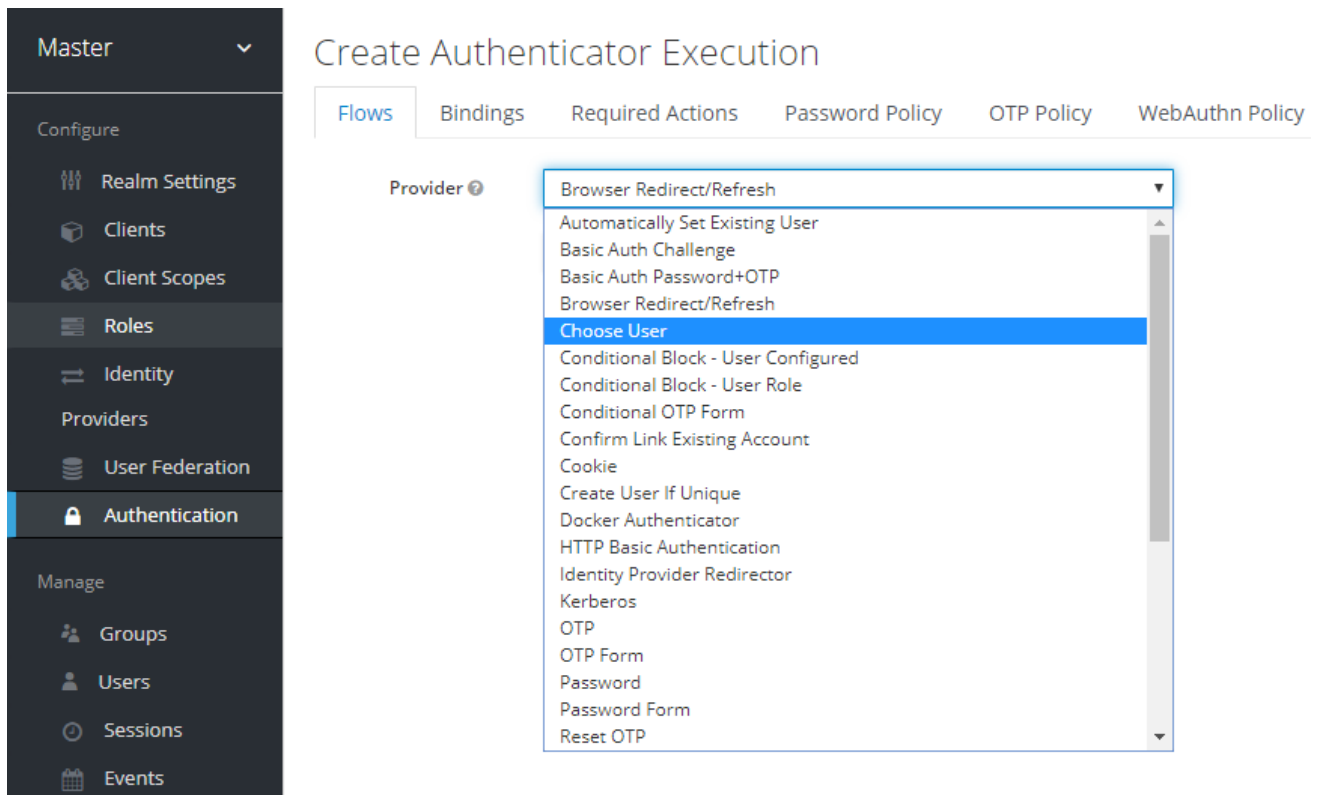 Master
Configure
Realm Settings
Clients
Client Scopes
Roles
Identity
Providers
User Federation
Authentication
Manage
Groups
Users
Sessions
Events
Create Authenticator Execution
Flows Bindings Required Actions Password Policy OTP Policy WebAuthn Policy
Provider
Browser Redirect/Refresh
Automatically Set Existing User
Basic Auth Challenge
Basic Auth Password+OTP
Browser Redirect/Refresh
Choose User
Conditional Block - User Configured
Conditional Block - User Role
Conditional OTP Form
Confirm Link Existing Account
Cookie
Create User If Unique
Docker Authenticator
HTTP Basic Authentication
Identity Provider Redirector
Kerberos
OTP
OTP Form
Password
Password Form
Reset OTP